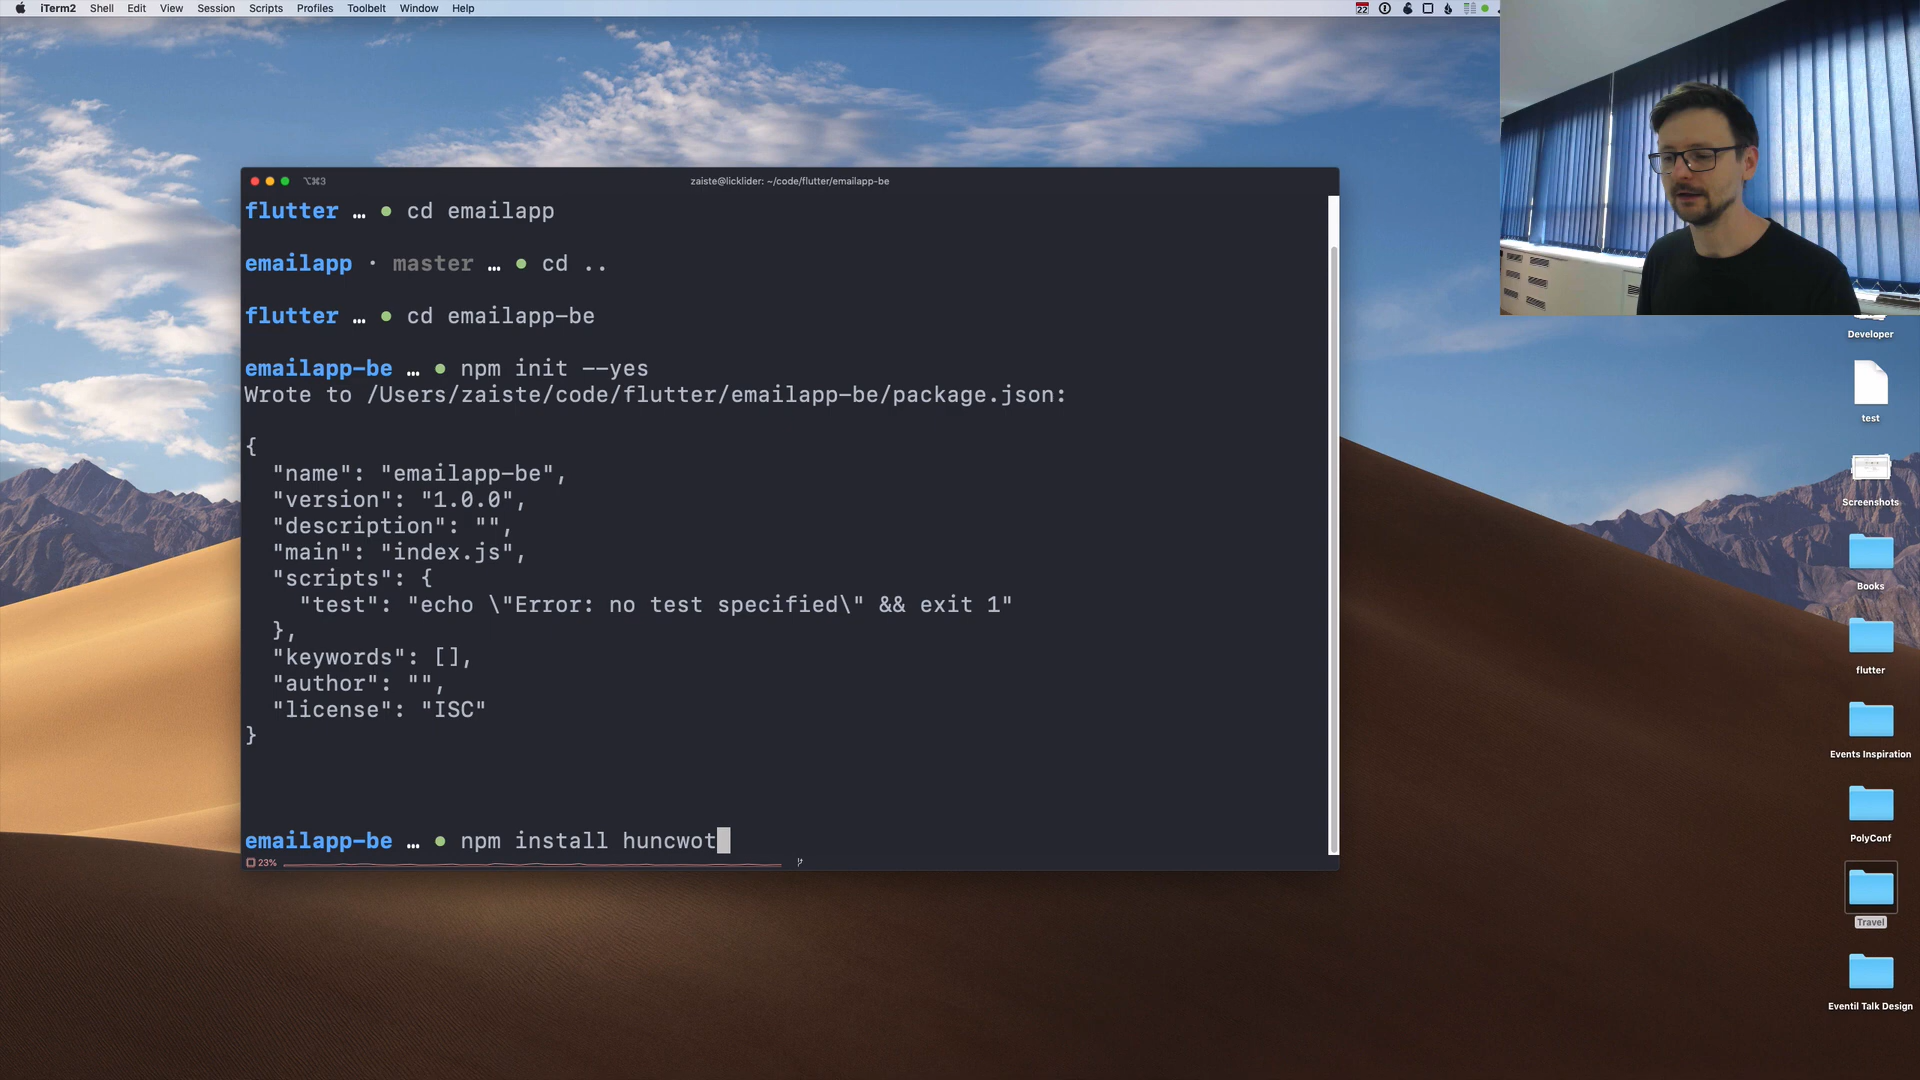 iTerm2 Shell Edit View Session Scripts Profiles Toolbelt Window Help
22
⌥⌘3 zaiste@licklider: ~/code/flutter/emailapp-be
flutter … ● cd emailapp
emailapp · master … ● cd ..
flutter … ● cd emailapp-be
emailapp-be … ● npm init --yes
Wrote to /Users/zaiste/code/flutter/emailapp-be/package.json:
{
  "name": "emailapp-be",
  "version": "1.0.0",
  "description": "",
  "main": "index.js",
  "scripts": {
    "test": "echo \"Error: no test specified\" && exit 1"
  },
  "keywords": [],
  "author": "",
  "license": "ISC"
}
emailapp-be … ● npm install huncwot
23%
Developer
test
Screenshots
Books
flutter
Events Inspiration
PolyConf
Travel
Eventil Talk Design